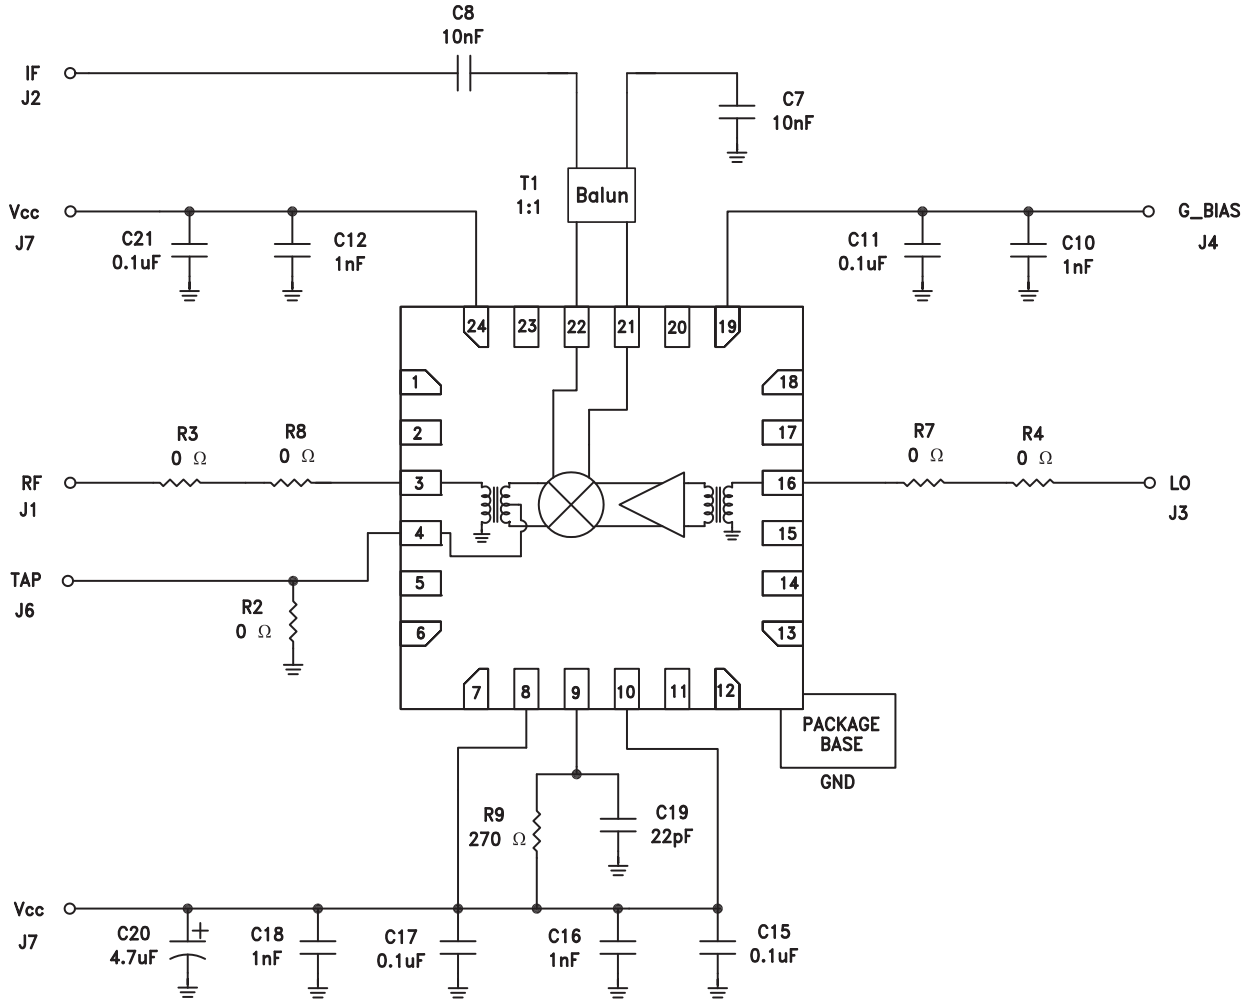 C8
10nF
IF
J2
C7
10nF
T1
1:1
Balun
Vcc
J7
C21
0.1uF
C12
1nF
C11
0.1uF
C10
1nF
G_BIAS
J4
24
23
22
21
20
19
1
18
2
17
R3
0 Ω
R8
0 Ω
R7
0 Ω
R4
0 Ω
RF
J1
3
16
LO
J3
4
15
TAP
J6
5
14
R2
0 Ω
6
13
7
8
9
10
11
12
PACKAGE
BASE
GND
R9
270 Ω
C19
22pF
Vcc
J7
C20
4.7uF
+
C18
1nF
C17
0.1uF
C16
1nF
C15
0.1uF